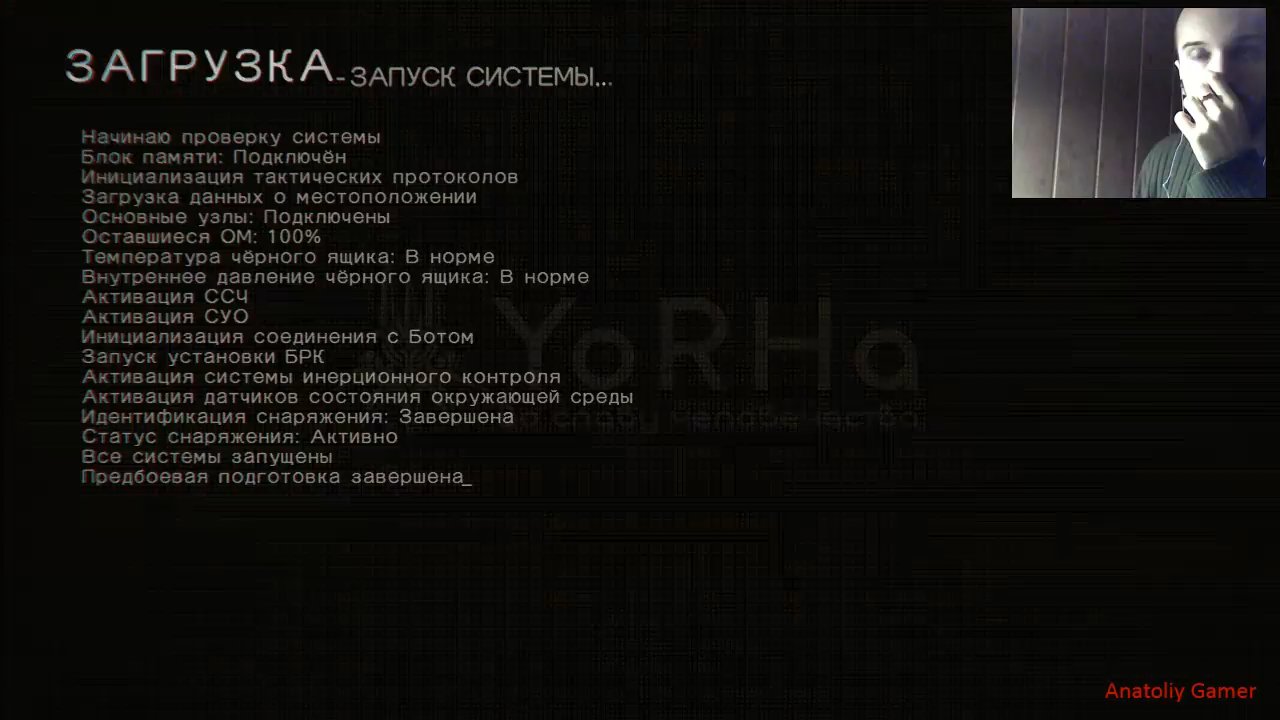 ЗАГРУЗКА - ЗАПУСК СИСТЕМЫ...
Начинаю проверку системы
Блок памяти: Подключён
Инициализация тактических протоколов
Загрузка данных о местоположении
Основные узлы: Подключены
Оставшиеся ОМ: 100%
Температура чёрного ящика: В норме
Внутреннее давление чёрного ящика: В норме
Активация ССЧ
Активация СУО
Инициализация соединения с Ботом
Запуск установки БРК
Активация системы инерционного контроля
Активация датчиков состояния окружающей среды
Идентификация снаряжения: Завершена
Статус снаряжения: Активно
Все системы запущены
Предбоевая подготовка завершена_
YoRHa
человечества
Anatoliy Gamer